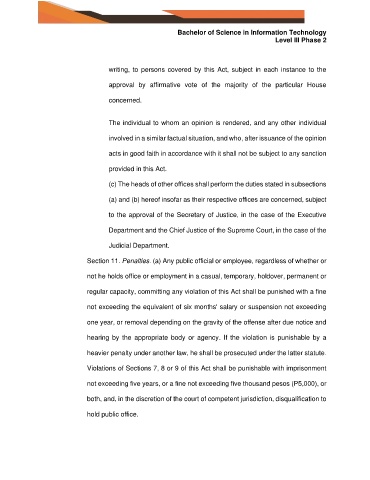 Bachelor of Science in Information Technology
Level III Phase 2
writing, to persons covered by this Act, subject in each instance to the
approval by affirmative vote of the majority of the particular House
concerned.
The individual to whom an opinion is rendered, and any other individual
involved in a similar factual situation, and who, after issuance of the opinion
acts in good faith in accordance with it shall not be subject to any sanction
provided in this Act.
(c) The heads of other offices shall perform the duties stated in subsections
(a) and (b) hereof insofar as their respective offices are concerned, subject
to the approval of the Secretary of Justice, in the case of the Executive
Department and the Chief Justice of the Supreme Court, in the case of the
Judicial Department.
Section 11. Penalties. (a) Any public official or employee, regardless of whether or
not he holds office or employment in a casual, temporary, holdover, permanent or
regular capacity, committing any violation of this Act shall be punished with a fine
not exceeding the equivalent of six months' salary or suspension not exceeding
one year, or removal depending on the gravity of the offense after due notice and
hearing by the appropriate body or agency. If the violation is punishable by a
heavier penalty under another law, he shall be prosecuted under the latter statute.
Violations of Sections 7, 8 or 9 of this Act shall be punishable with imprisonment
not exceeding five years, or a fine not exceeding five thousand pesos (P5,000), or
both, and, in the discretion of the court of competent jurisdiction, disqualification to
hold public office.